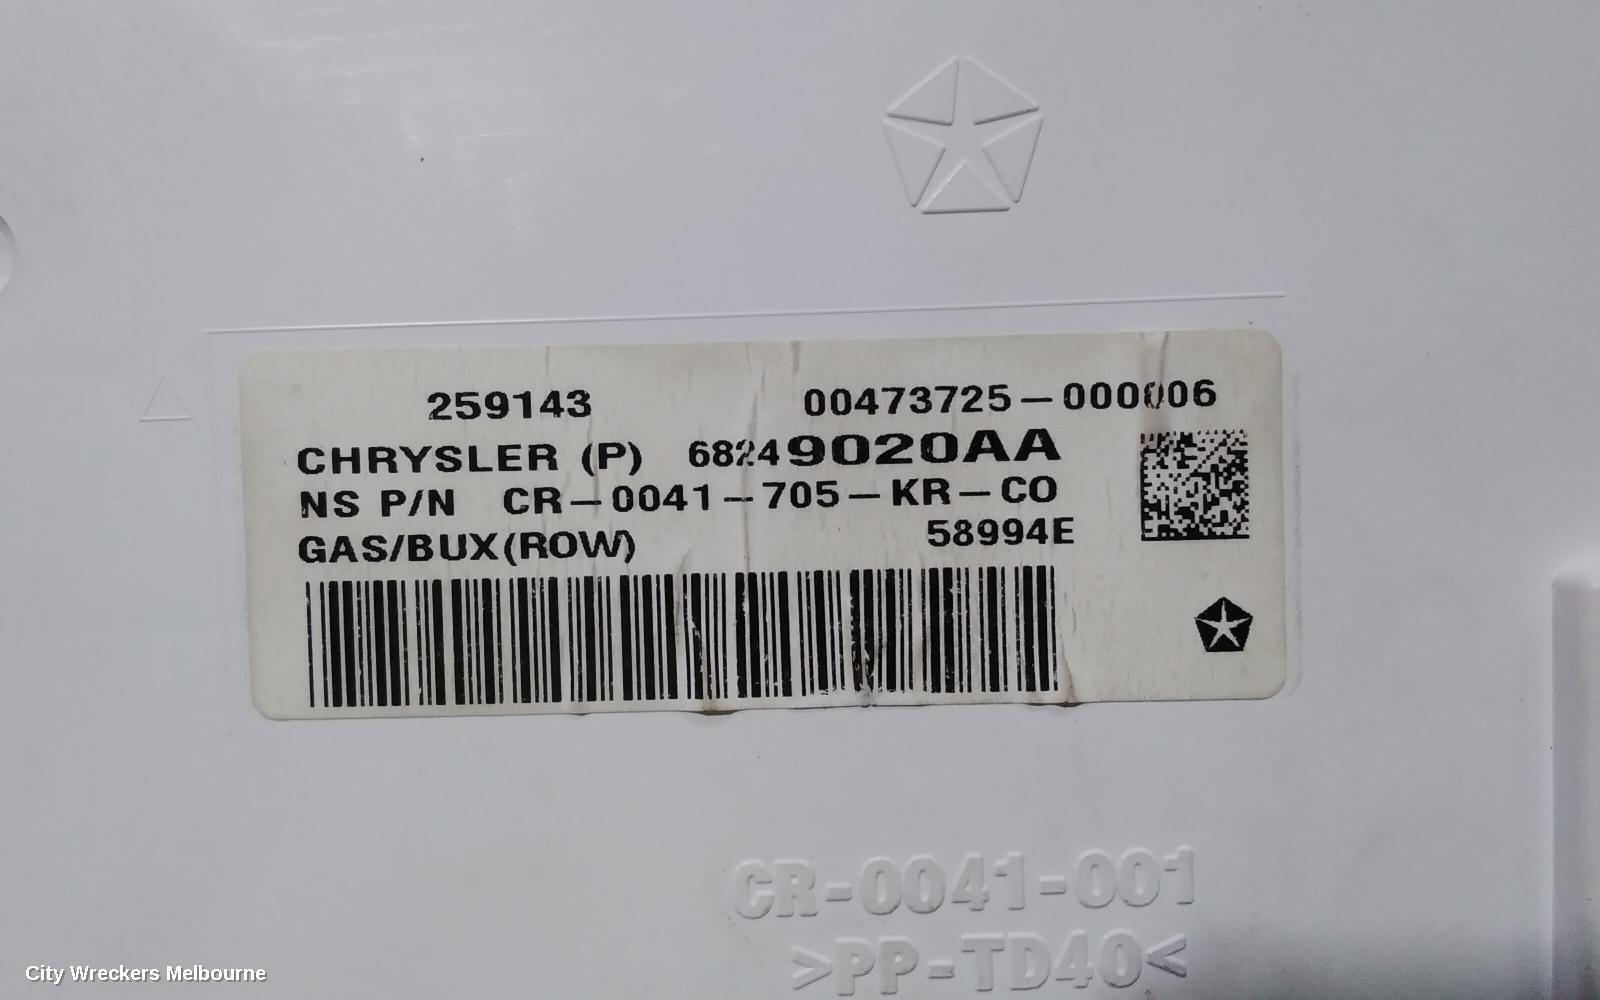 259143 00473725-000006
CHRYSLER (P) 68249020AA
NS P/N CR-0041-705-KR-CO
GAS/BUX(ROW) 58994E
CR-0041-001
>PP-TD40<
City Wreckers Melbourne